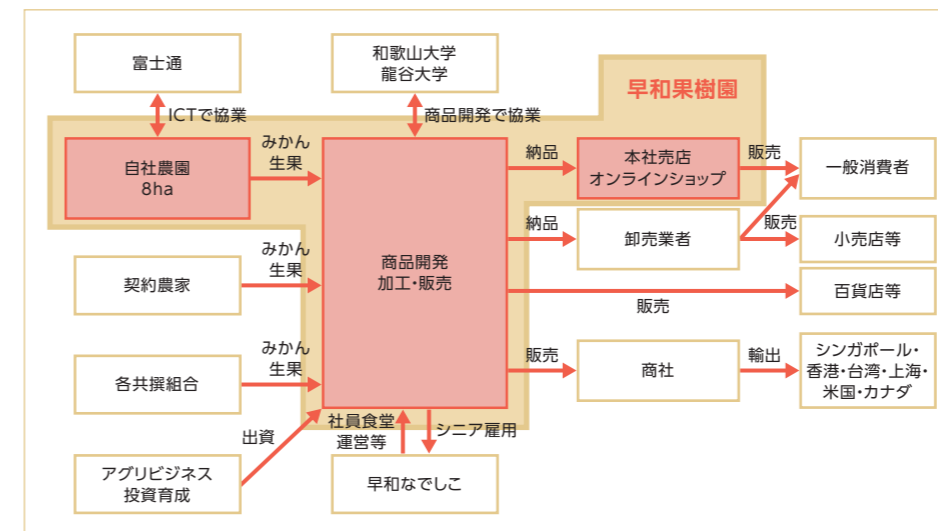 富士通
和歌山大学
龍谷大学
早和果樹園
ICTで協業
商品開発で協業
自社農園
8ha
みかん
生果
納品
本社売店
オンラインショップ
販売
一般消費者
契約農家
みかん
生果
商品開発
加工・販売
納品
卸売業者
販売
小売店等
百貨店等
販売
各共撰組合
みかん
生果
販売
商社
輸出
シンガポール・
香港・台湾・上海・
米国・カナダ
出資
社員食堂
運営等
シニア雇用
アグリビジネス
投資育成
早和なでしこ